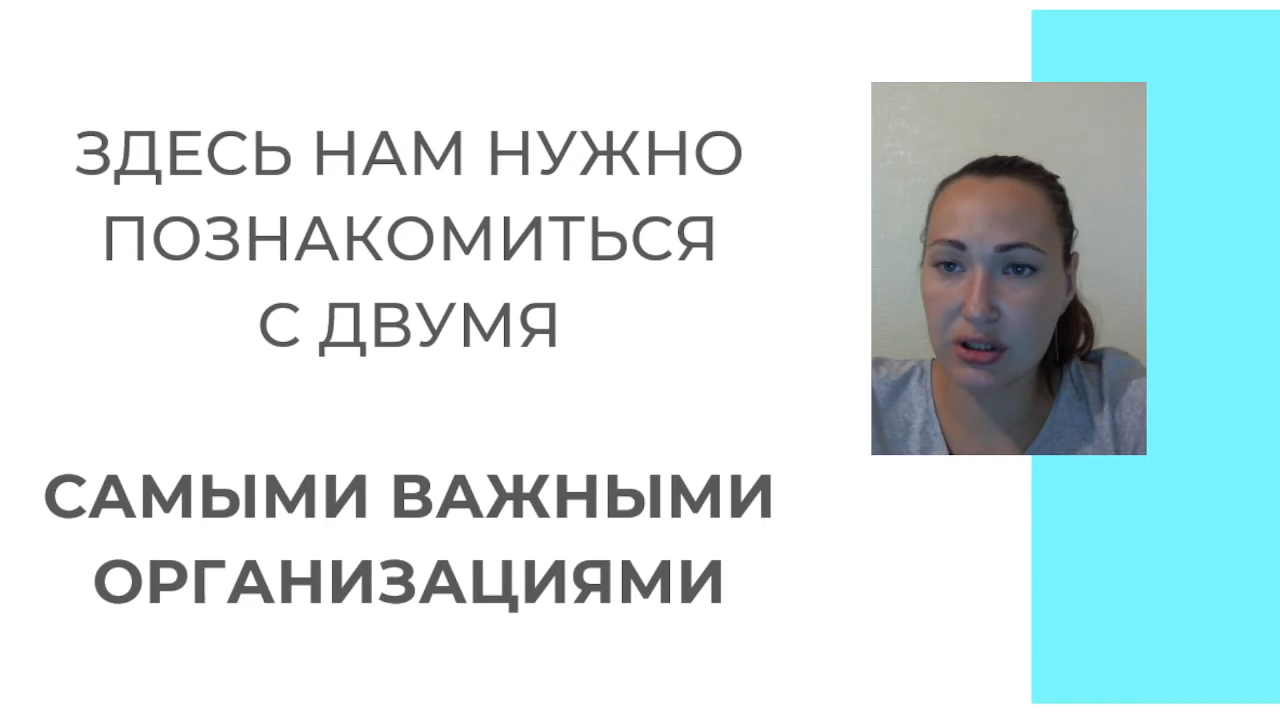 ЗДЕСЬ НАМ НУЖНО
ПОЗНАКОМИТЬСЯ
С ДВУМЯ
САМЫМИ ВАЖНЫМИ
ОРГАНИЗАЦИЯМИ